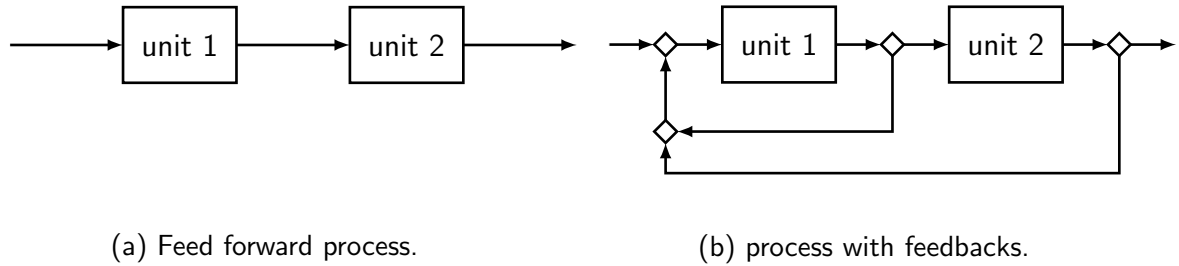 unit 1
unit 2
unit 1
unit 2
(a) Feed forward process.
(b) process with feedbacks.